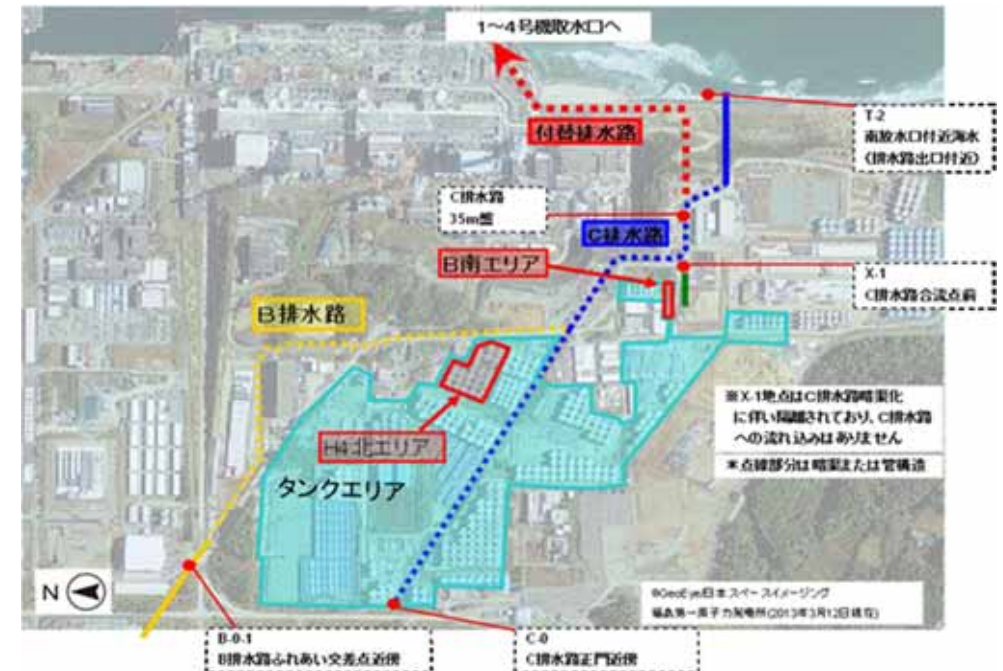 1～4号機取水口へ
付替排水路
T-2
南放水口付近海水
(排水路出口付近)
C排水路
35m盤
C排水路
B南エリア
X-1
C排水路合流点前
B排水路
H4北エリア
タンクエリア
※X-1地点はC排水路暗渠化
に伴い隔離されており、C排水路
への流れ込みはありません
＊点線部分は暗渠または管構造
N
©GeoEye/日本スペースイメージング
福島第一原子力発電所(2013年3月12日現在)
B-0-1
B排水路ふれあい交差点近傍
C-0
C排水路正門近傍